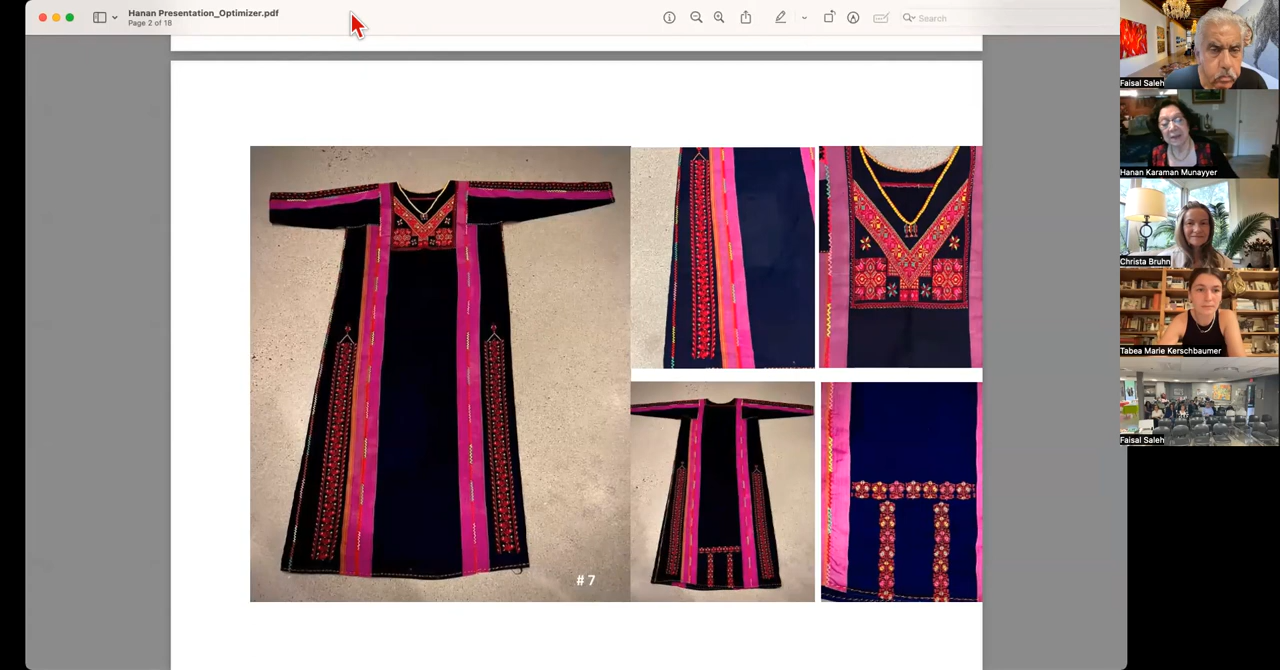 Hanan Presentation_Optimizer.pdf
Page 2 of 18
Search
# 7
Faisal Saleh
Hanan Karaman Munayyer
Christa Bruhn
Tabea Marie Kerschbaumer
Faisal Saleh